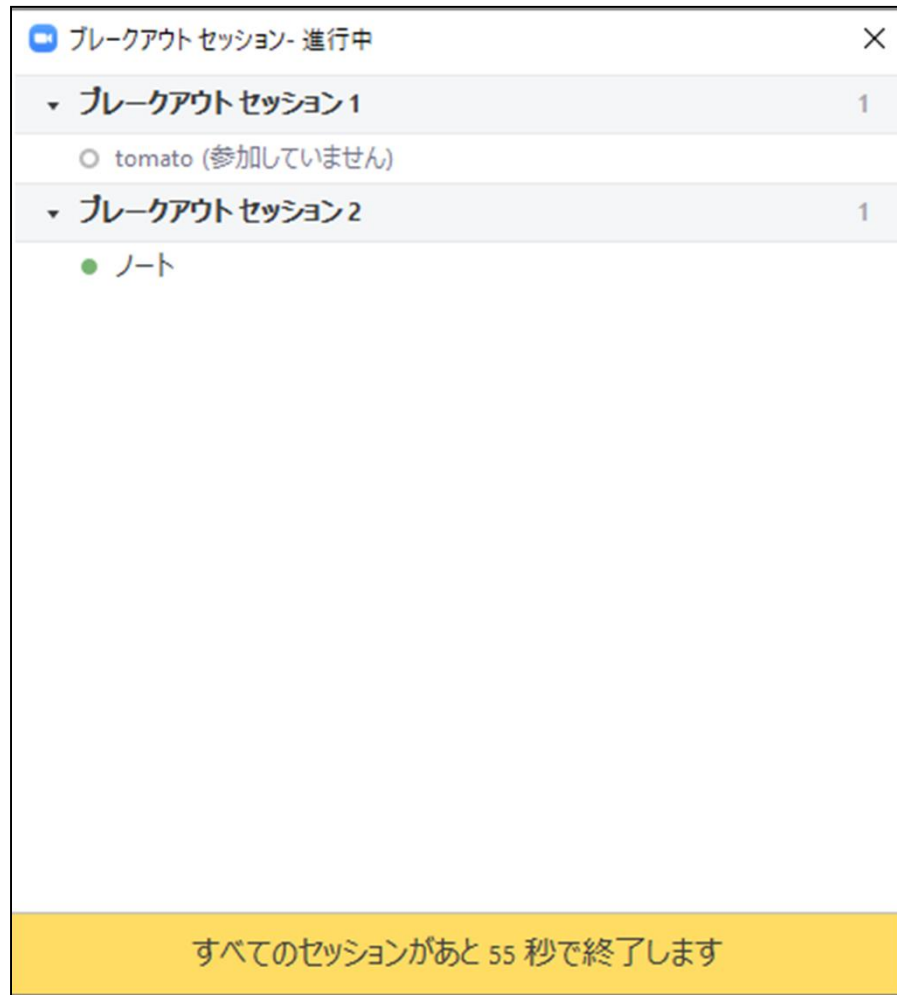 ブレークアウト セッション- 進行中
ブレークアウト セッション 1 1
tomato (参加していません)
ブレークアウト セッション 2 1
ノート
すべてのセッションがあと 55 秒で終了します